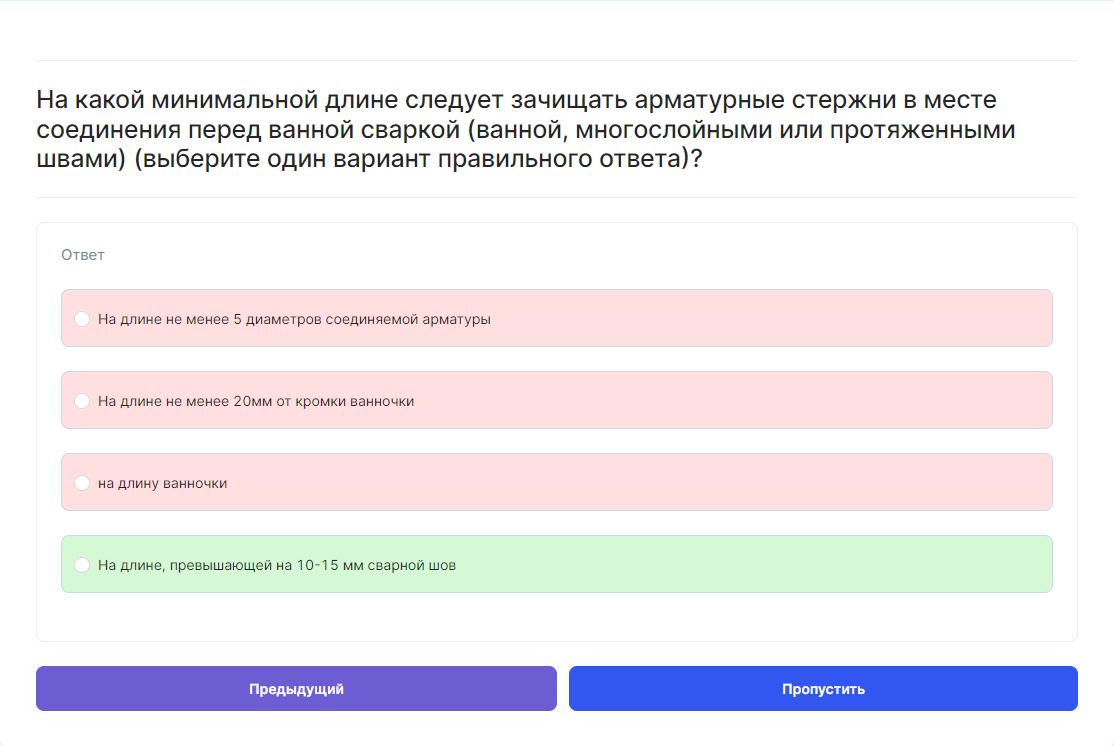 На какой минимальной длине следует зачищать арматурные стержни в месте
соединения перед ванной сваркой (ванной, многослойными или протяженными
швами) (выберите один вариант правильного ответа)?
Ответ
На длине не менее 5 диаметров соединяемой арматуры
На длине не менее 20мм от кромки ванночки
на длину ванночки
На длине, превышающей на 10-15 мм сварной шов
Предыдущий
Пропустить